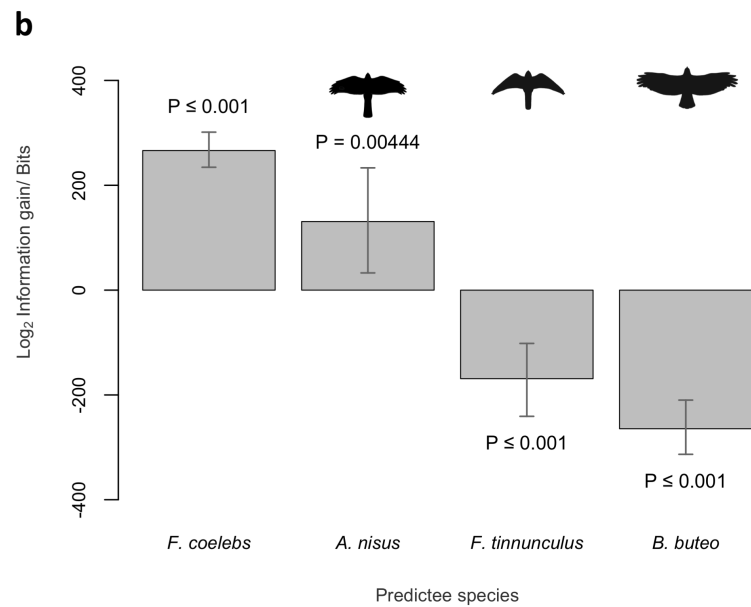 b
Log₂ Information gain/ Bits
400
200
0
-200
-400
P ≤ 0.001
P = 0.00444
P ≤ 0.001
P ≤ 0.001
F. coelebs
A. nisus
F. tinnunculus
B. buteo
Predictee species